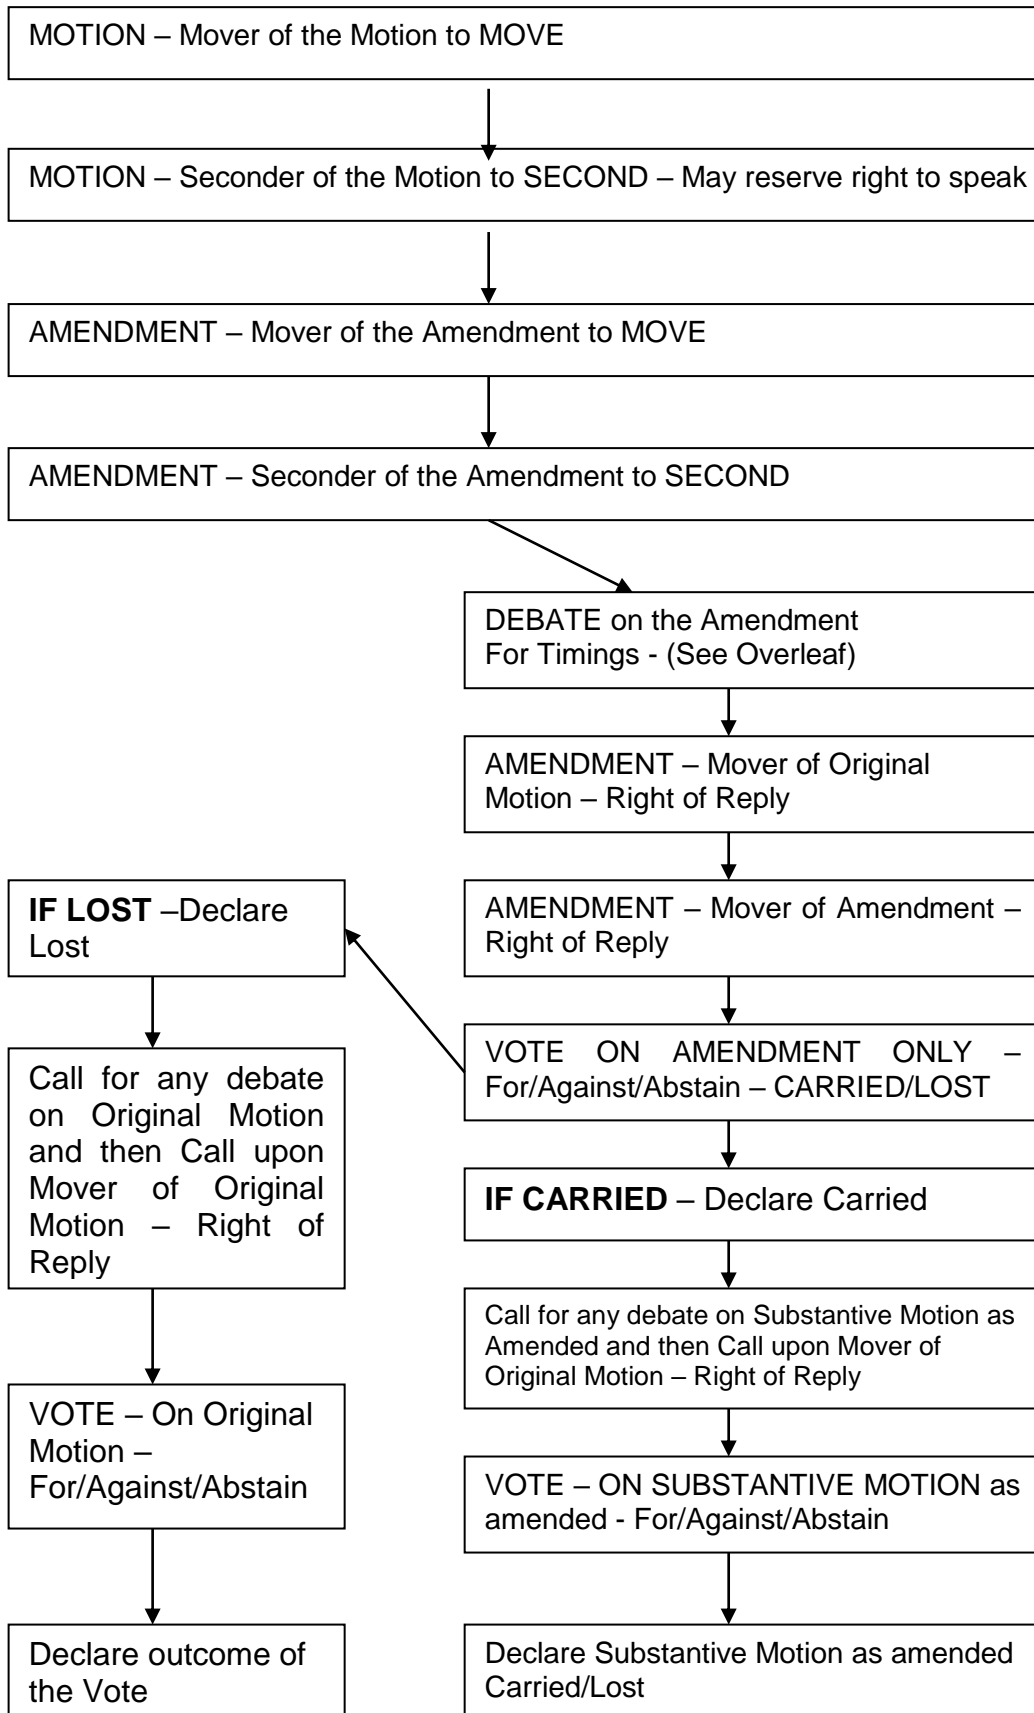 MOTION – Mover of the Motion to MOVE
MOTION – Seconder of the Motion to SECOND – May reserve right to speak
AMENDMENT – Mover of the Amendment to MOVE
AMENDMENT – Seconder of the Amendment to SECOND
DEBATE on the Amendment
For Timings - (See Overleaf)
AMENDMENT – Mover of Original
Motion – Right of Reply
AMENDMENT – Mover of Amendment –
Right of Reply
VOTE ON AMENDMENT ONLY –
For/Against/Abstain – CARRIED/LOST
IF LOST –Declare
Lost
Call for any debate
on Original Motion
and then Call upon
Mover of Original
Motion – Right of
Reply
VOTE – On Original
Motion –
For/Against/Abstain
Declare outcome of
the Vote
IF CARRIED – Declare Carried
Call for any debate on Substantive Motion as
Amended and then Call upon Mover of
Original Motion – Right of Reply
VOTE – ON SUBSTANTIVE MOTION as
amended - For/Against/Abstain
Declare Substantive Motion as amended
Carried/Lost